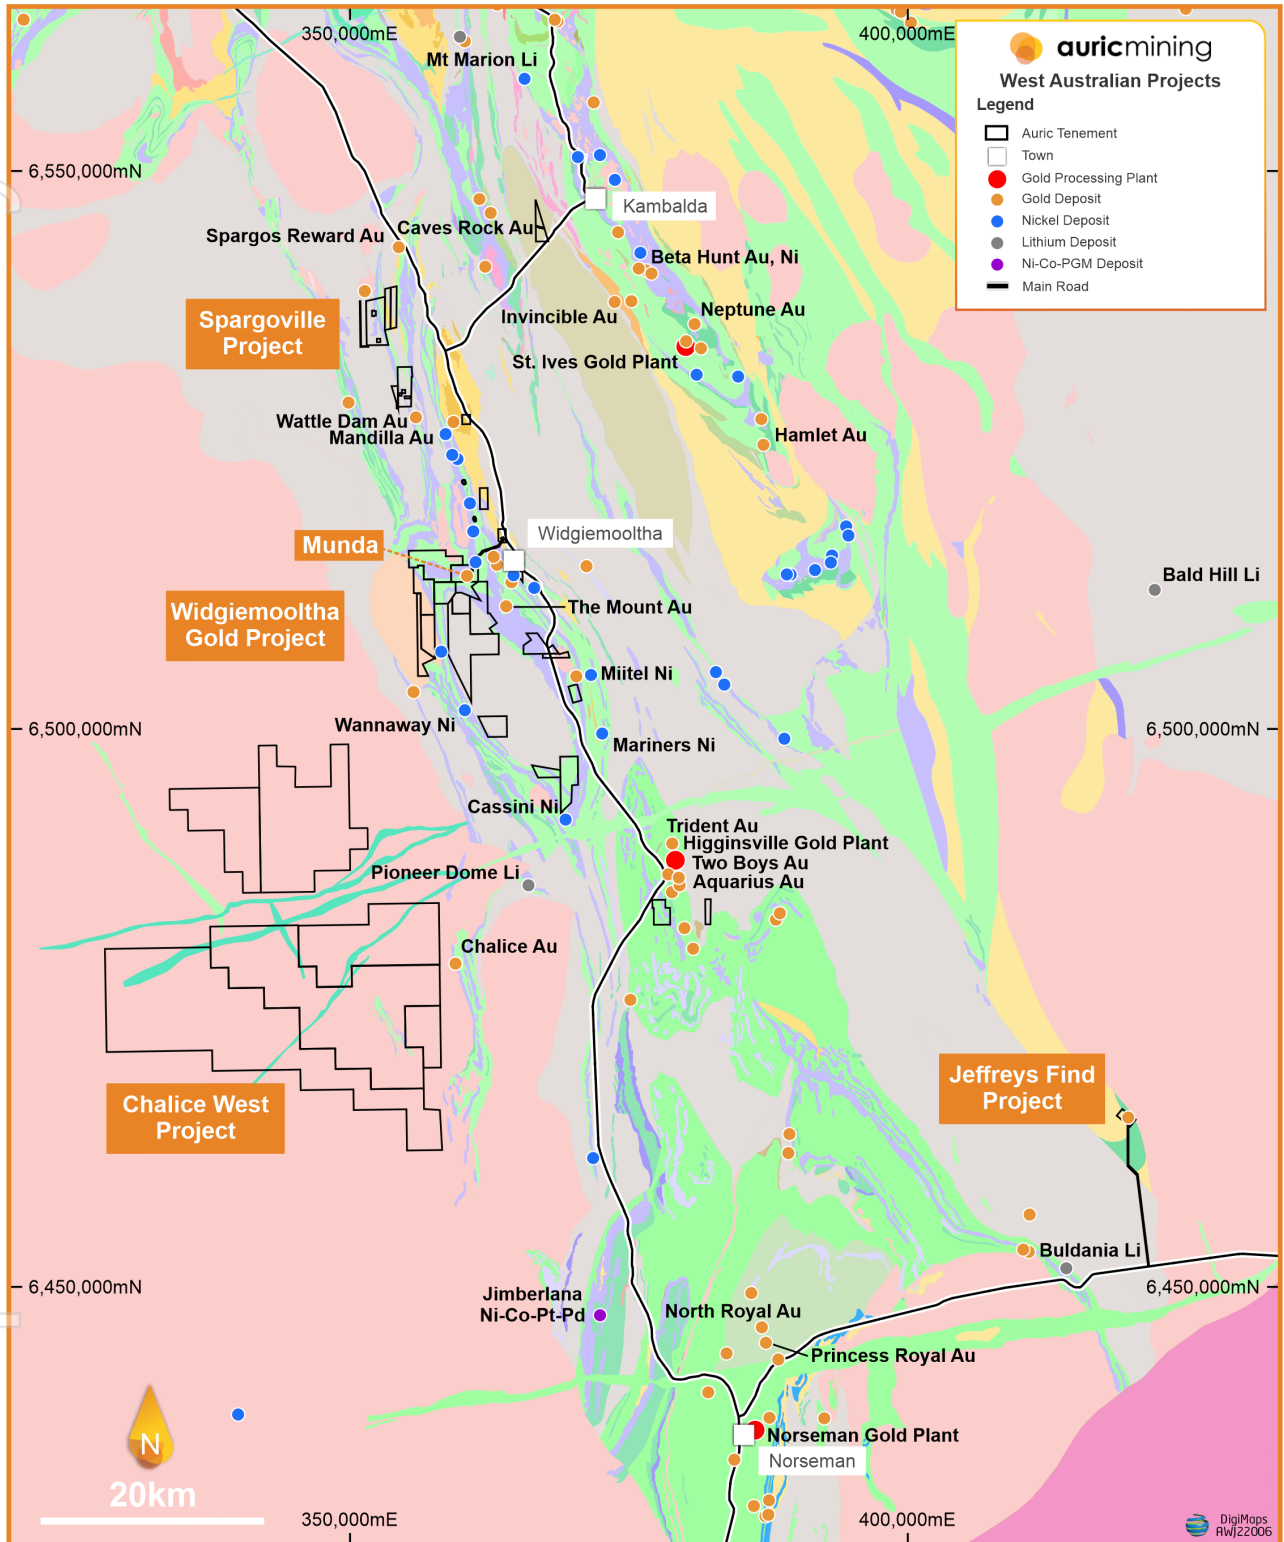 350,000mE
400,000mE
auricmining
West Australian Projects
Legend
Auric Tenement
Town
Gold Processing Plant
Gold Deposit
Nickel Deposit
Lithium Deposit
Ni-Co-PGM Deposit
Main Road
Mt Marion Li
6,550,000mN
Kambalda
Caves Rock Au
Spargos Reward Au
Beta Hunt Au, Ni
Spargoville
Project
Invincible Au
Neptune Au
St. Ives Gold Plant
Wattle Dam Au
Mandilla Au
Hamlet Au
Widgiemooltha
Munda
Bald Hill Li
Widgiemooltha
Gold Project
The Mount Au
Miitel Ni
Wannaway Ni
6,500,000mN
6,500,000mN
Mariners Ni
Cassini Ni
Trident Au
Higginsville Gold Plant
Two Boys Au
Pioneer Dome Li
Aquarius Au
Chalice Au
Jeffreys Find
Project
Chalice West
Project
Buldania Li
6,450,000mN
6,450,000mN
Jimberlana
Ni-Co-Pt-Pd
North Royal Au
Princess Royal Au
Norseman Gold Plant
Norseman
N
20km
350,000mE
400,000mE
DigiMaps
AWJ22006